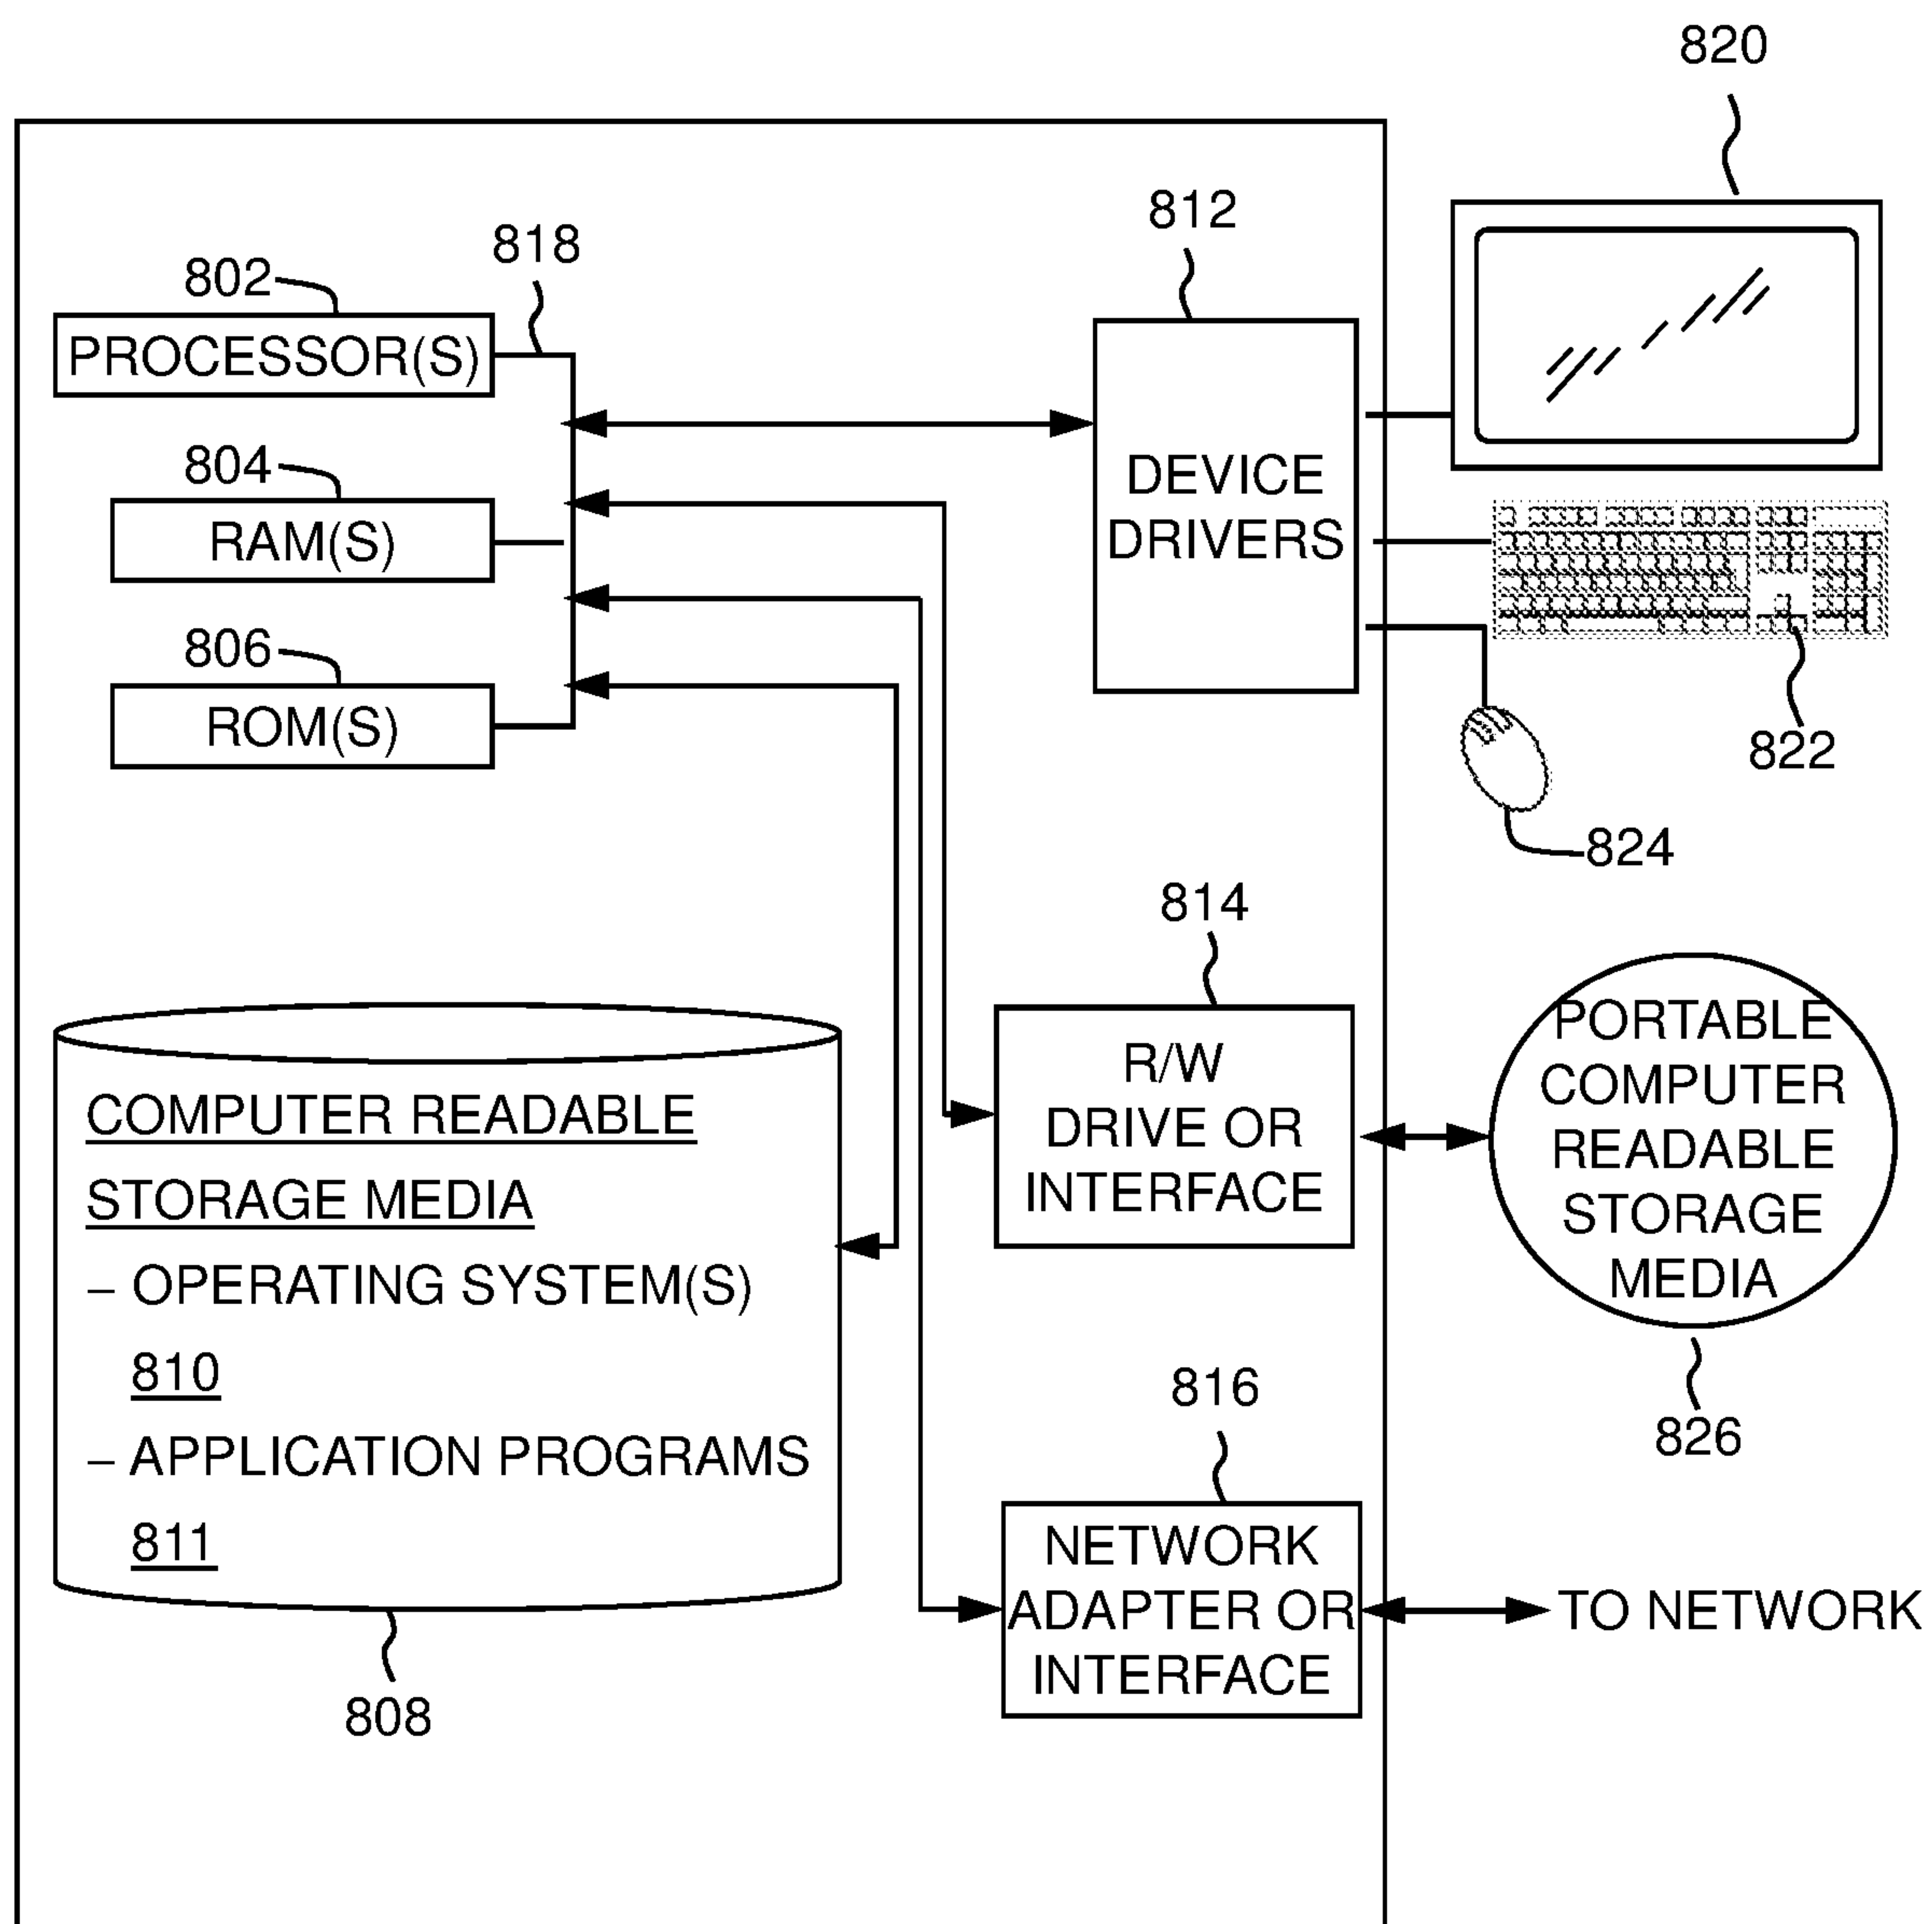 820
812
818
802
PROCESSOR(S)
804
RAM(S)
806
ROM(S)
DEVICE
DRIVERS
822
824
814
R/W
DRIVE OR
INTERFACE
PORTABLE
COMPUTER
READABLE
STORAGE
MEDIA
826
COMPUTER READABLE
STORAGE MEDIA
– OPERATING SYSTEM(S)
810
– APPLICATION PROGRAMS
811
808
816
NETWORK
ADAPTER OR
INTERFACE
TO NETWORK